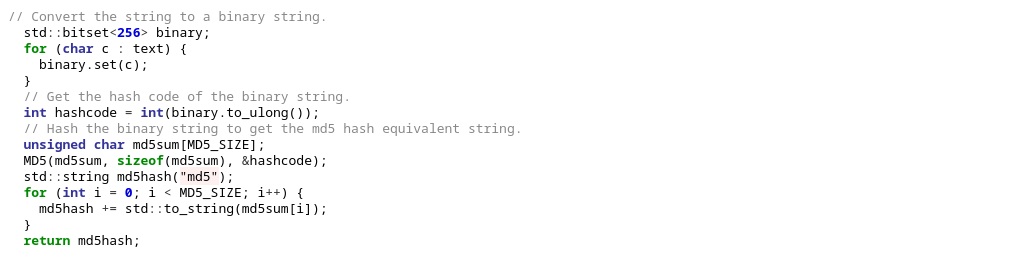 // Convert the string to a binary string.
std::bitset<256> binary;
for (char c : text) {
binary.set(c);
}
// Get the hash code of the binary string.
int hashcode = int(binary.to_ulong());
// Hash the binary string to get the md5 hash equivalent string.
unsigned char md5sum[MD5_SIZE];
MD5(md5sum, sizeof(md5sum), &hashcode);
std::string md5hash("md5");
for (int i = 0; i < MD5_SIZE; i++) {
md5hash += std::to_string(md5sum[i]);
}
return md5hash;